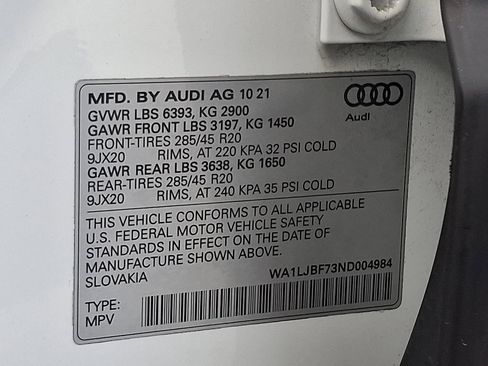 MFD. BY AUDI AG 10 21
GVWR LBS 6393, KG 2900
GAWR FRONT LBS 3197, KG 1450
FRONT-TIRES 285/45 R20
9JX20 RIMS, AT 220 KPA 32 PSI COLD
GAWR REAR LBS 3638, KG 1650
REAR-TIRES 285/45 R20
9JX20 RIMS, AT 240 KPA 35 PSI COLD
Audi
THIS VEHICLE CONFORMS TO ALL APPLICABLE
U.S. FEDERAL MOTOR VEHICLE SAFETY
STANDARDS IN EFFECT ON THE DATE OF
MANUFACTURE SHOWN ABOVE.
SLOVAKIA WA1LJBF73ND004984
TYPE:
MPV